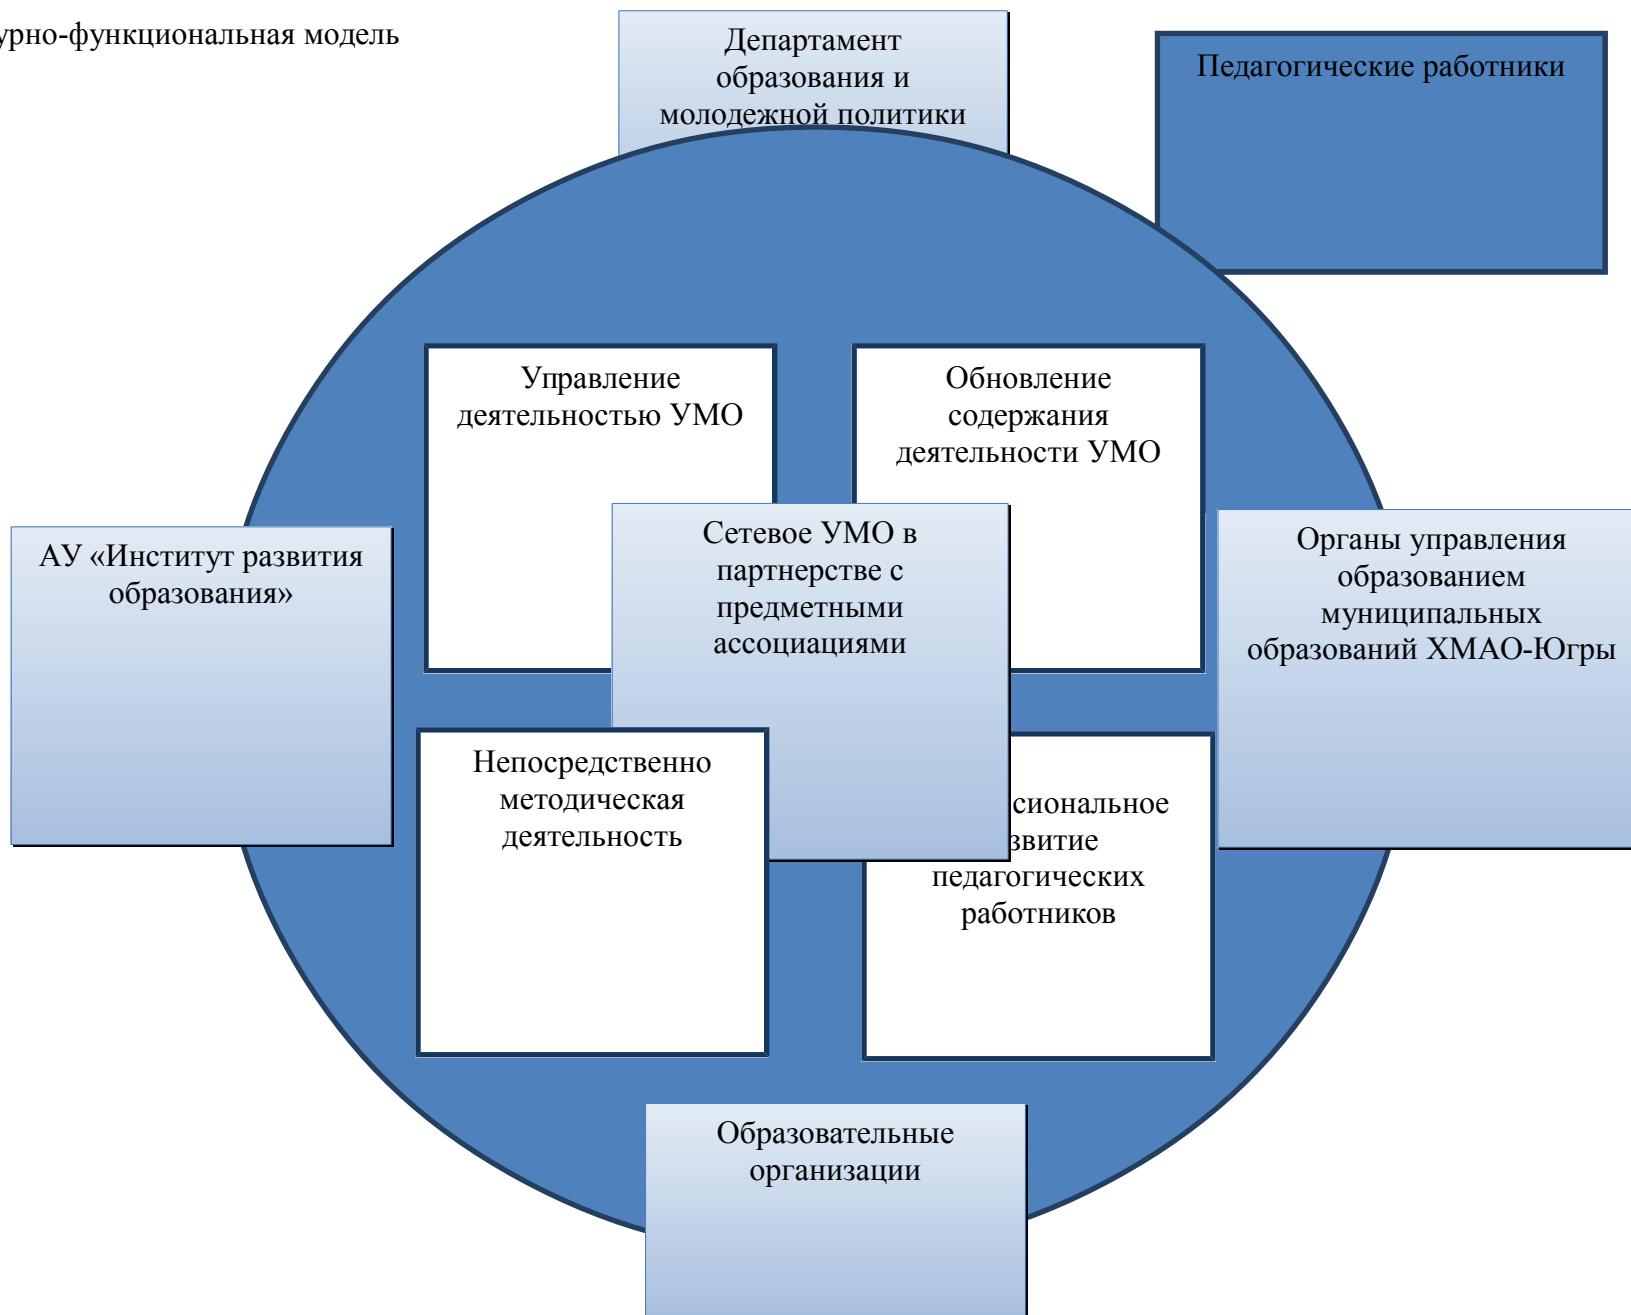 урно-функциональная модель
Департамент
образования и
молодежной политики
Педагогические работники
Управление
деятельностью УМО
Обновление
содержания
деятельности УМО
АУ «Институт развития
образования»
Сетевое УМО в
партнерстве с
предметными
ассоциациями
Органы управления
образованием
муниципальных
образований ХМАО-Югры
Непосредственно
методическая
деятельность
сиональное
звитие
педагогических
работников
Образовательные
организации